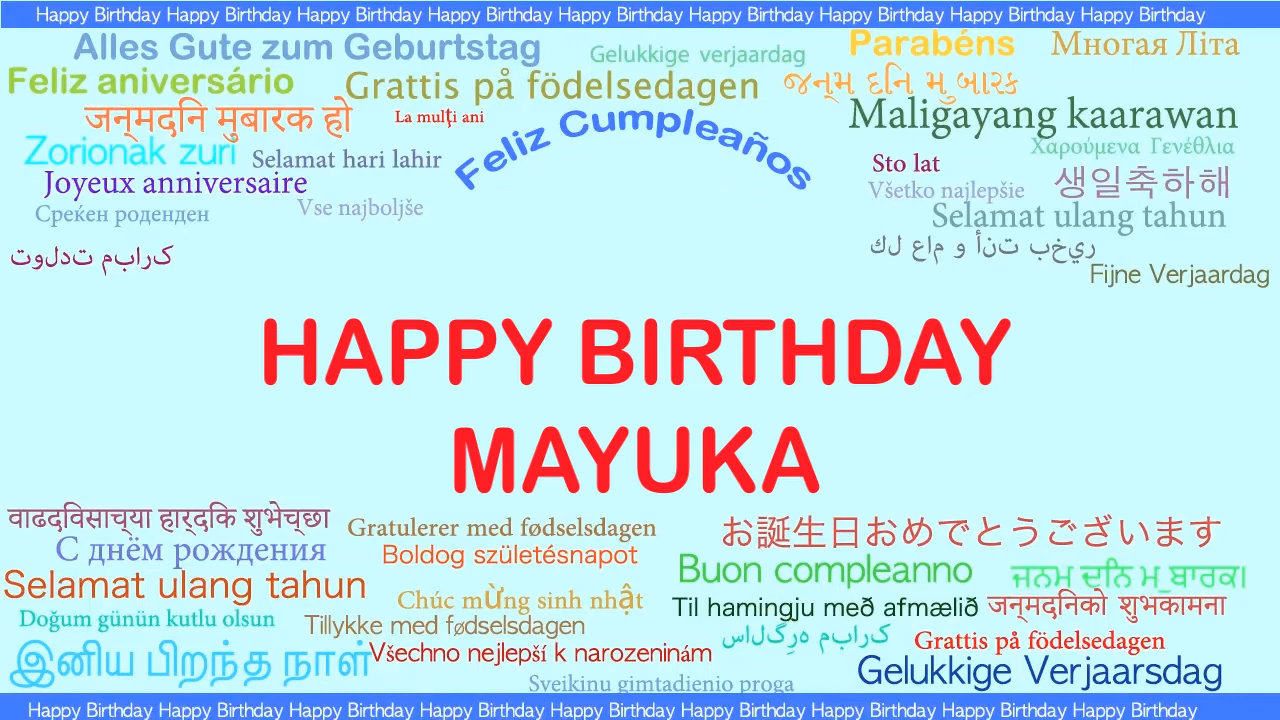 Happy Birthday Happy Birthday Happy Birthday Happy Birthday Happy Birthday Happy Birthday Happy Birthday Happy Birthday Happy Birthday
Alles Gute zum Geburtstag
Gelukkige verjaardag
Parabéns
Многая Літа
Feliz aniversário
Grattis på födelsedagen
જન્મ દિન મુબારક
जन्मदिन मुबारक हो
La mulţi ani
Feliz Cumpleaños
Maligayang kaarawan
Zorionak zuri
Selamat hari lahir
Sto lat
Χαρούμενα Γενέθλια
Joyeux anniversaire
Všetko najlepšie
생일축하해
Среќен роденден
Vse najboljše
Selamat ulang tahun
تولدت مبارک
كل عام و أنت بخير
Fijne Verjaardag
HAPPY BIRTHDAY
MAYUKA
वाढदिवसाच्या हार्दिक शुभेच्छा
Gratulerer med fødselsdagen
お誕生日おめでとうございます
С днём рождения
Boldog születésnapot
Buon compleanno
ਜਨਮ ਦਿਨ ਮੁਬਾਰਕ।
Selamat ulang tahun
Chúc mừng sinh nhật
Til hamingju með afmælið
जन्मदिनको शुभकामना
Doğum günün kutlu olsun
Tillykke med fødselsdagen
سالگرہ مبارک
Grattis på födelsedagen
இனிய பிறந்த நாள்
Všechno nejlepší k narozeninám
Gelukkige Verjaarsdag
Sveikinu gimtadienio proga
Happy Birthday Happy Birthday Happy Birthday Happy Birthday Happy Birthday Happy Birthday Happy Birthday Happy Birthday Happy Birthday